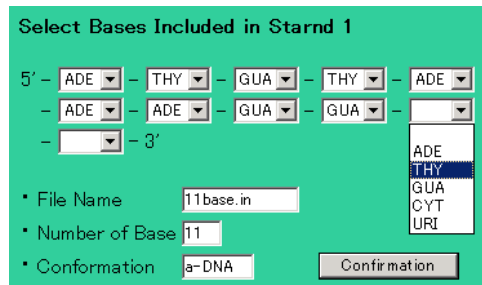 Select Bases Included in Starnd 1
5′ – ADE – THY – GUA – THY – ADE
– ADE – ADE – GUA – GUA –
– – 3′
ADE
THY
GUA
CYT
URI
· File Name 11base.in
· Number of Base 11
· Conformation a-DNA Confirmation